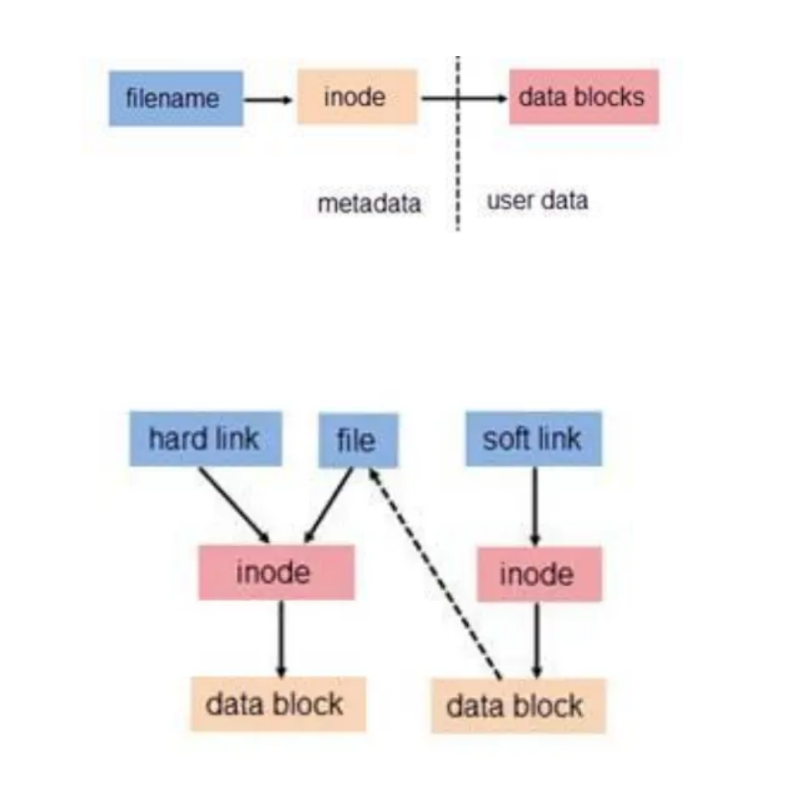 filename
inode
data blocks
metadata
user data
hard link
file
soft link
inode
inode
data block
data block